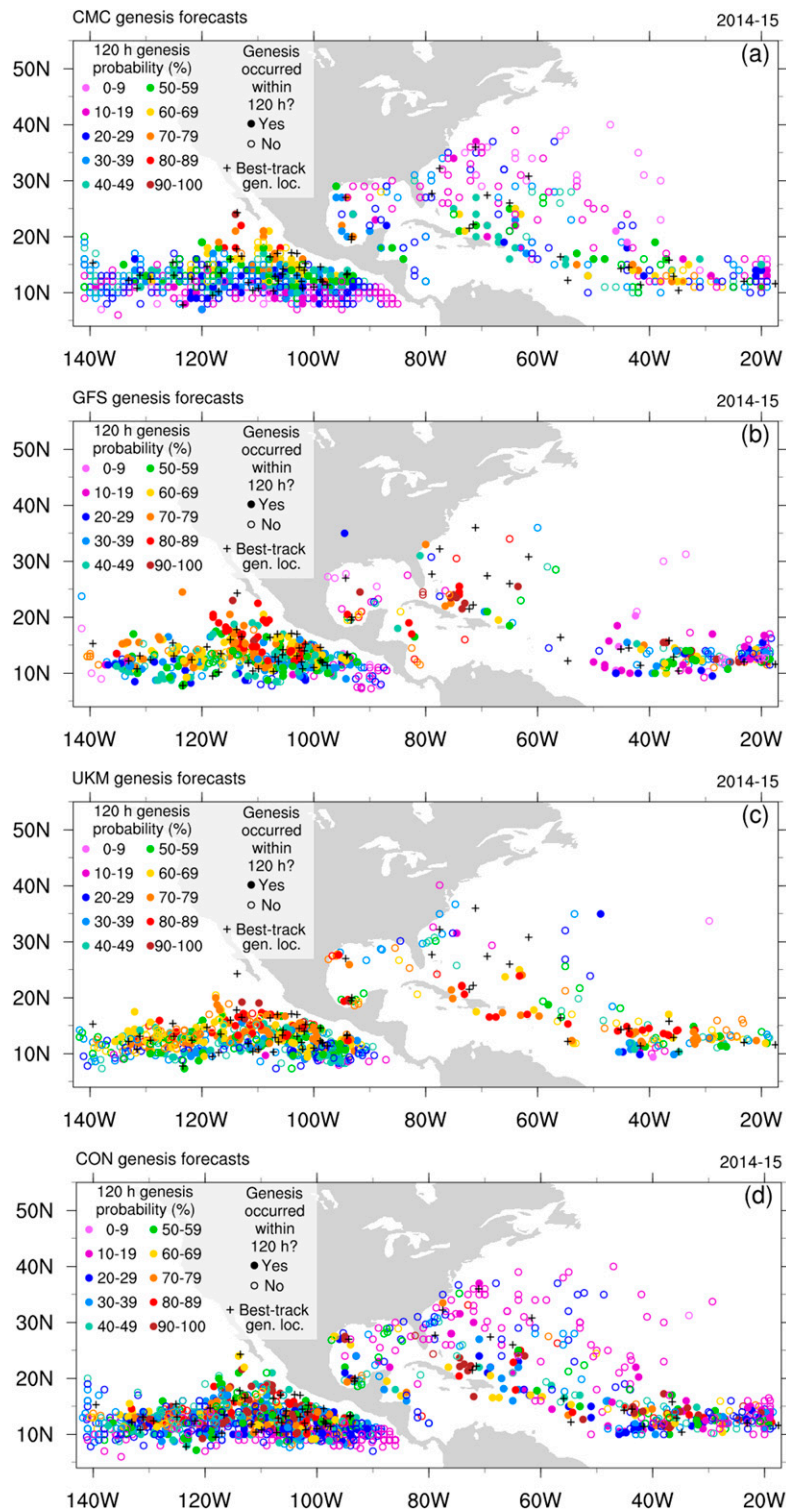 CMC genesis forecasts 2014-15
(a)
120 h genesis
probability (%)
0-9 50-59
10-19 60-69
20-29 70-79
30-39 80-89
40-49 90-100
Genesis
occurred
within
120 h?
Yes
No
+ Best-track
gen. loc.
50N
40N
30N
20N
10N
140W 120W 100W 80W 60W 40W 20W
GFS genesis forecasts 2014-15
(b)
120 h genesis
probability (%)
0-9 50-59
10-19 60-69
20-29 70-79
30-39 80-89
40-49 90-100
Genesis
occurred
within
120 h?
Yes
No
+ Best-track
gen. loc.
50N
40N
30N
20N
10N
140W 120W 100W 80W 60W 40W 20W
UKM genesis forecasts 2014-15
(c)
120 h genesis
probability (%)
0-9 50-59
10-19 60-69
20-29 70-79
30-39 80-89
40-49 90-100
Genesis
occurred
within
120 h?
Yes
No
+ Best-track
gen. loc.
50N
40N
30N
20N
10N
140W 120W 100W 80W 60W 40W 20W
CON genesis forecasts 2014-15
(d)
120 h genesis
probability (%)
0-9 50-59
10-19 60-69
20-29 70-79
30-39 80-89
40-49 90-100
Genesis
occurred
within
120 h?
Yes
No
+ Best-track
gen. loc.
50N
40N
30N
20N
10N
140W 120W 100W 80W 60W 40W 20W